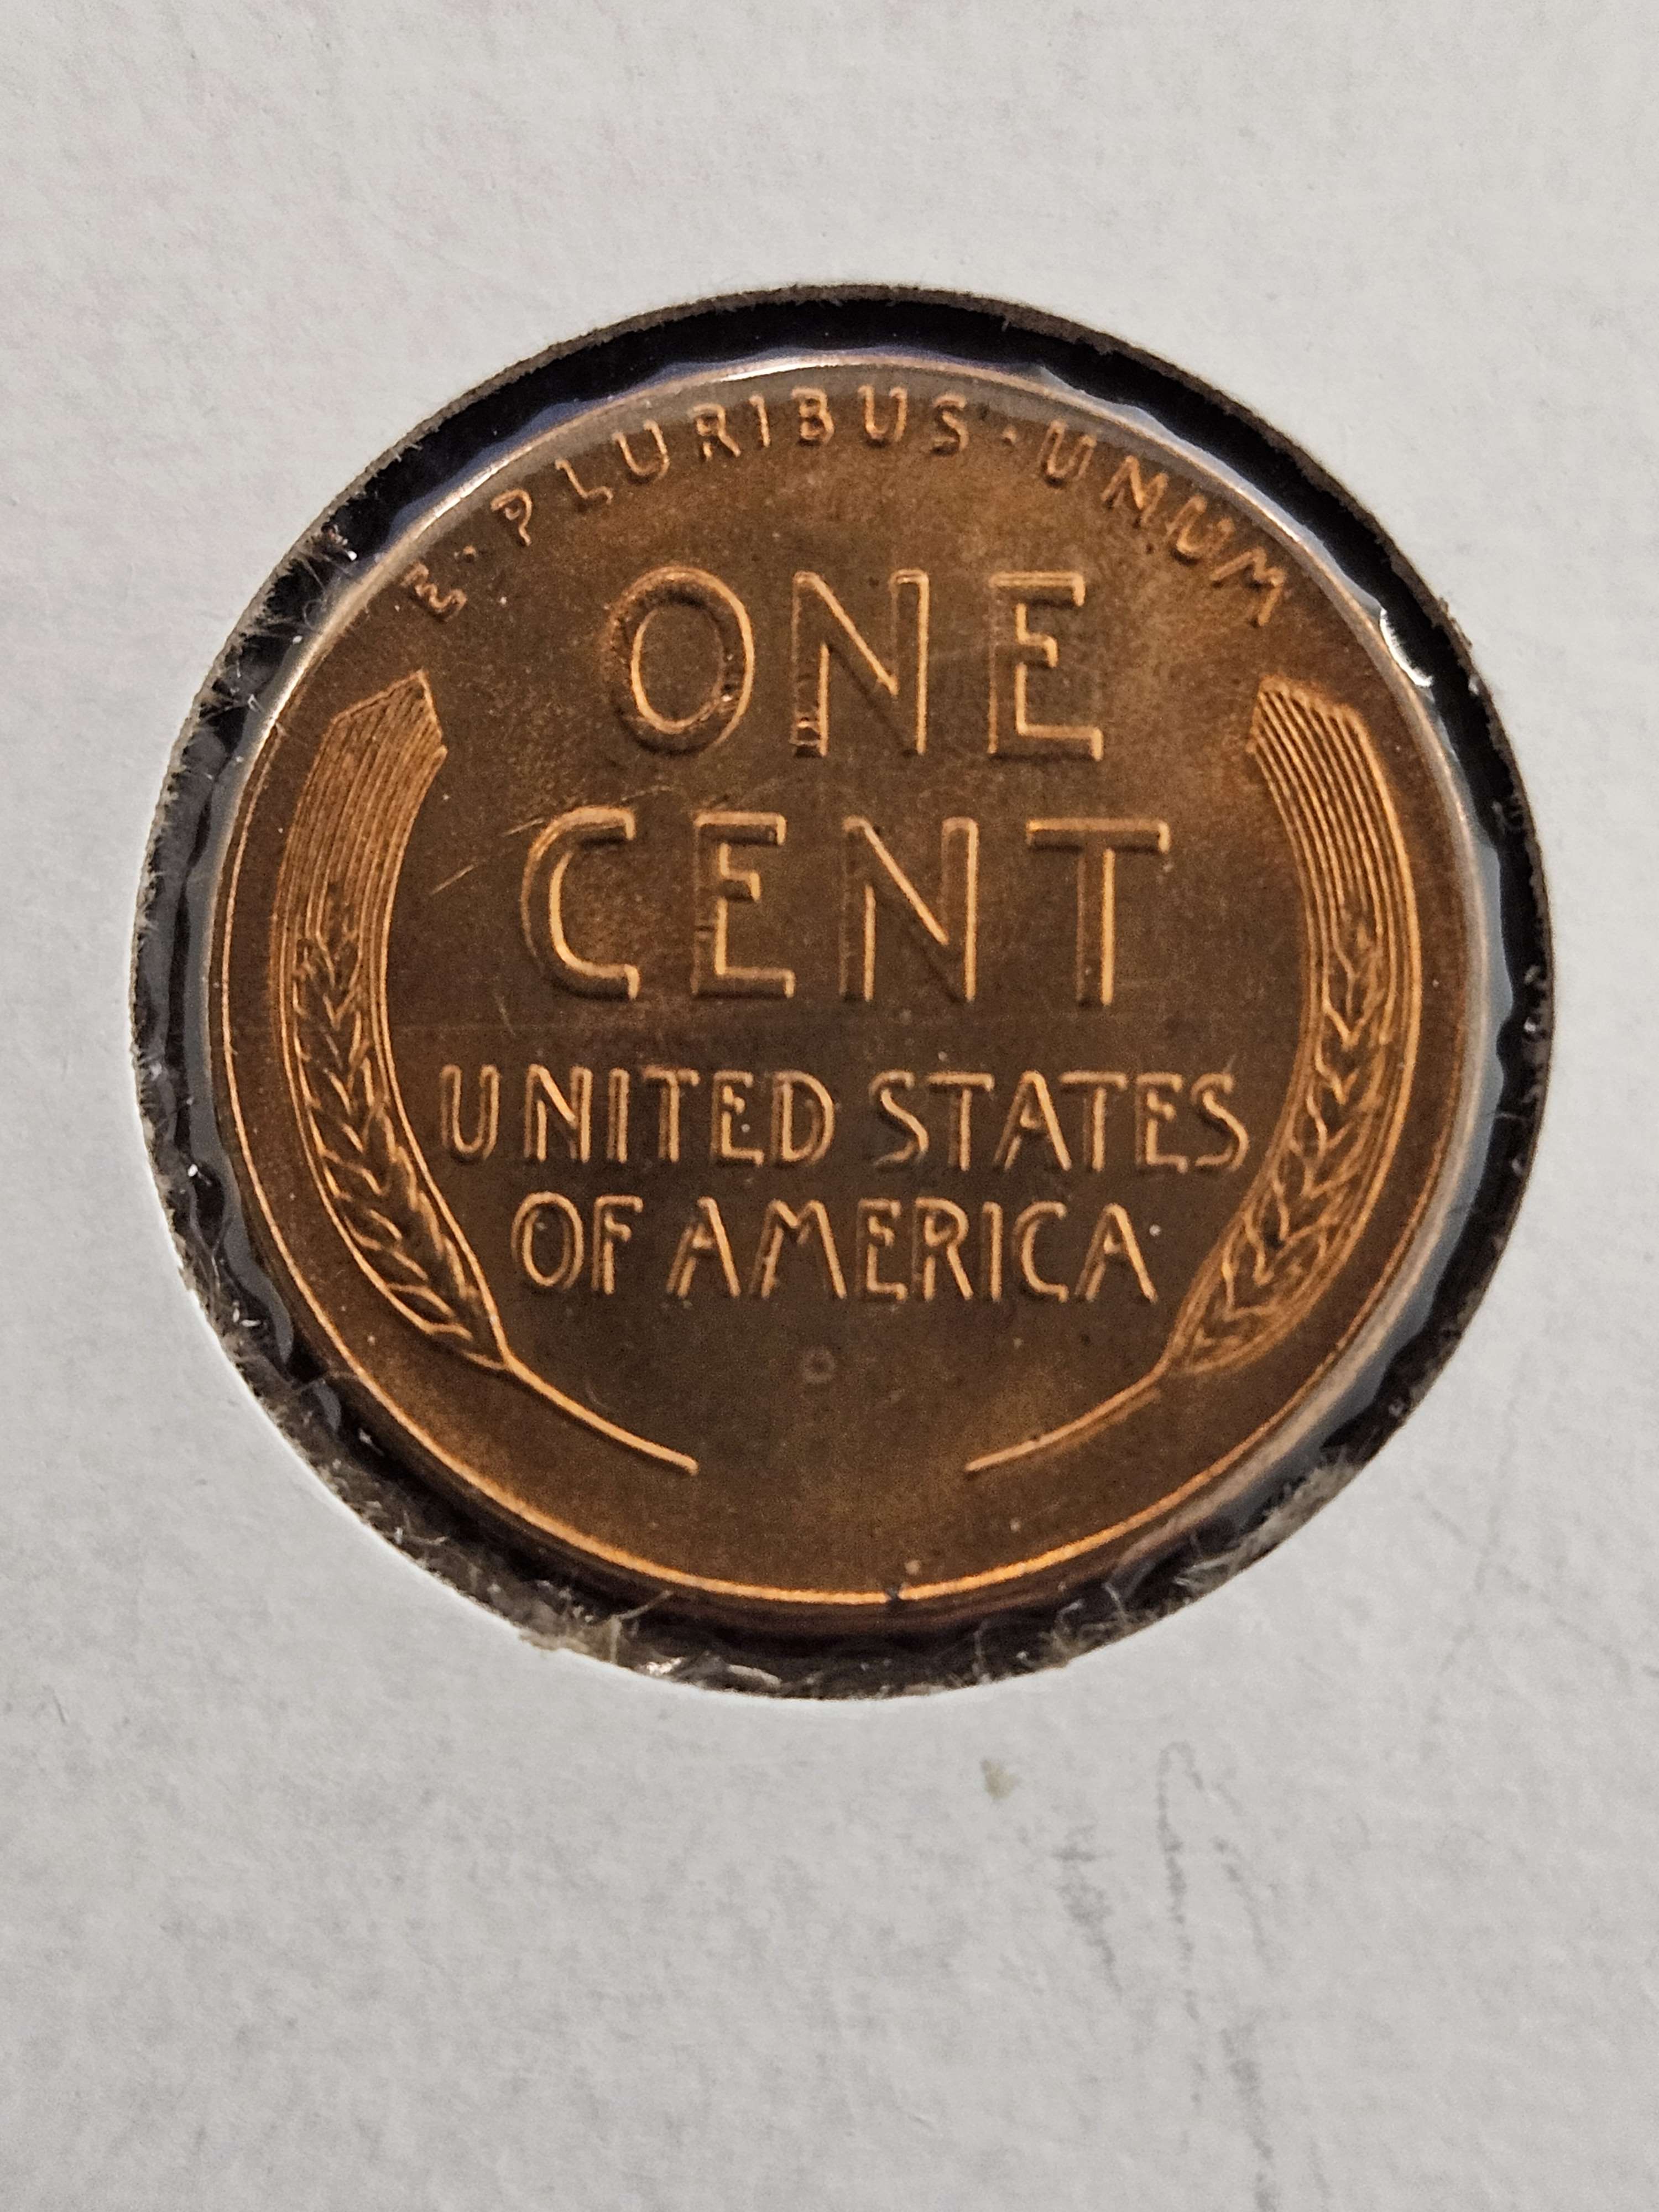 E·PLURIBUS·UNUM
ONE
CENT
UNITED STATES
OF AMERICA